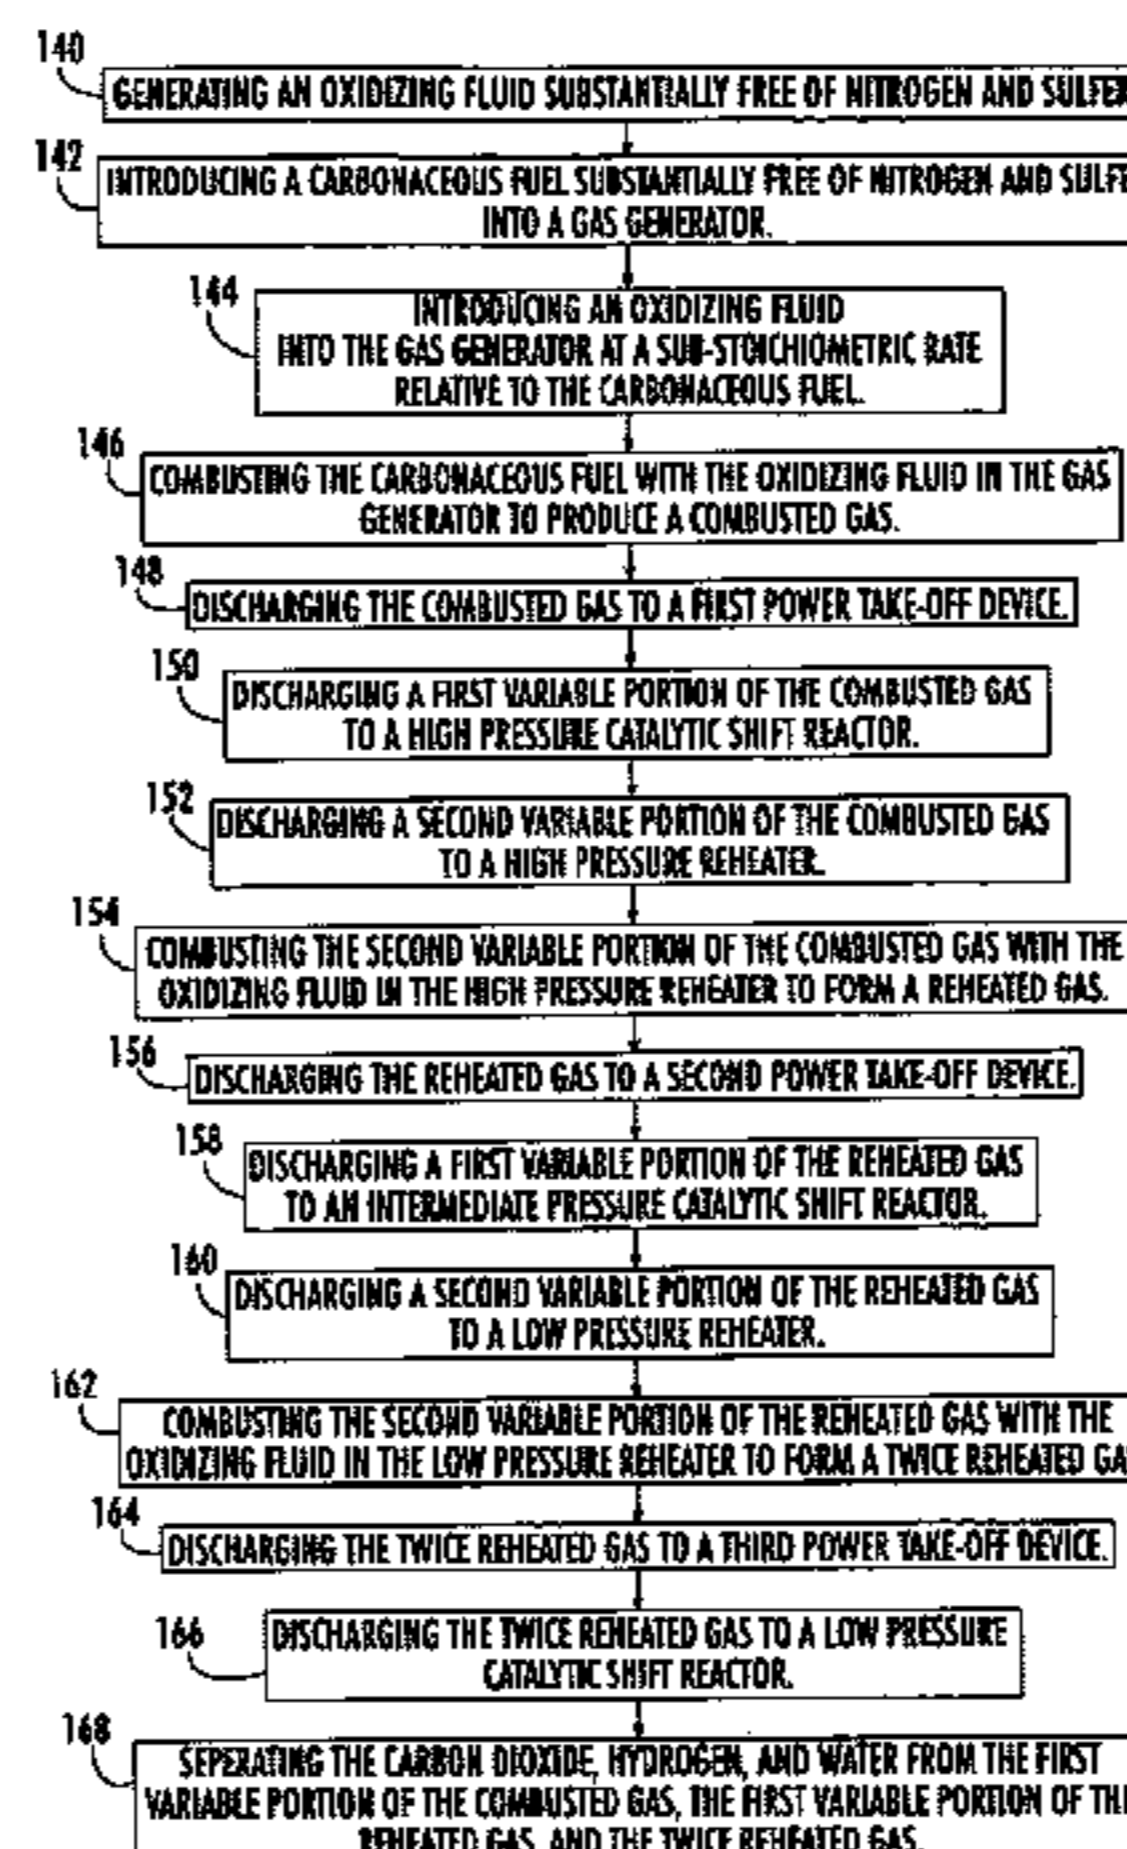 140
GENERATING AN OXIDIZING FLUID SUBSTANTIALLY FREE OF NITROGEN AND SULFER
142
INTRODUCING A CARBONACEOUS FUEL SUBSTANTIALLY FREE OF NITROGEN AND SULFE
INTO A GAS GENERATOR.
144
INTRODUCING AN OXIDIZING FLUID
INTO THE GAS GENERATOR AT A SUB-STOICHIOMETRIC RATE
RELATIVE TO THE CARBONACEOUS FUEL.
146
COMBUSTING THE CARBONACEOUS FUEL WITH THE OXIDIZING FLUID IN THE GAS
GENERATOR TO PRODUCE A COMBUSTED GAS.
148
DISCHARGING THE COMBUSTED GAS TO A FIRST POWER TAKE-OFF DEVICE.
150
DISCHARGING A FIRST VARIABLE PORTION OF THE COMBUSTED GAS
TO A HIGH PRESSURE CATALYTIC SHIFT REACTOR.
152
DISCHARGING A SECOND VARIABLE PORTION OF THE COMBUSTED GAS
TO A HIGH PRESSURE REHEATER.
154
COMBUSTING THE SECOND VARIABLE PORTION OF THE COMBUSTED GAS WITH THE
OXIDIZING FLUID IN THE HIGH PRESSURE REHEATER TO FORM A REHEATED GAS.
156
DISCHARGING THE REHEATED GAS TO A SECOND POWER TAKE-OFF DEVICE.
158
DISCHARGING A FIRST VARIABLE PORTION OF THE REHEATED GAS
TO AN INTERMEDIATE PRESSURE CATALYTIC SHIFT REACTOR.
160
DISCHARGING A SECOND VARIABLE PORTION OF THE REHEATED GAS
TO A LOW PRESSURE REHEATER.
162
COMBUSTING THE SECOND VARIABLE PORTION OF THE REHEATED GAS WITH THE
OXIDIZING FLUID IN THE LOW PRESSURE REHEATER TO FORM A TWICE REHEATED GA
164
DISCHARGING THE TWICE REHEATED GAS TO A THIRD POWER TAKE-OFF DEVICE.
166
DISCHARGING THE TWICE REHEATED GAS TO A LOW PRESSURE
CATALYTIC SHIFT REACTOR.
168
SEPERATING THE CARBON DIOXIDE, HYDROGEN, AND WATER FROM THE FIRST
VARIABLE PORTION OF THE COMBUSTED GAS, THE FIRST VARIABLE PORTION OF THE
REHEATED GAS, AND THE TWICE REHEATED GAS.